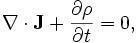 ∇ · J + ∂ρ/∂t = 0,